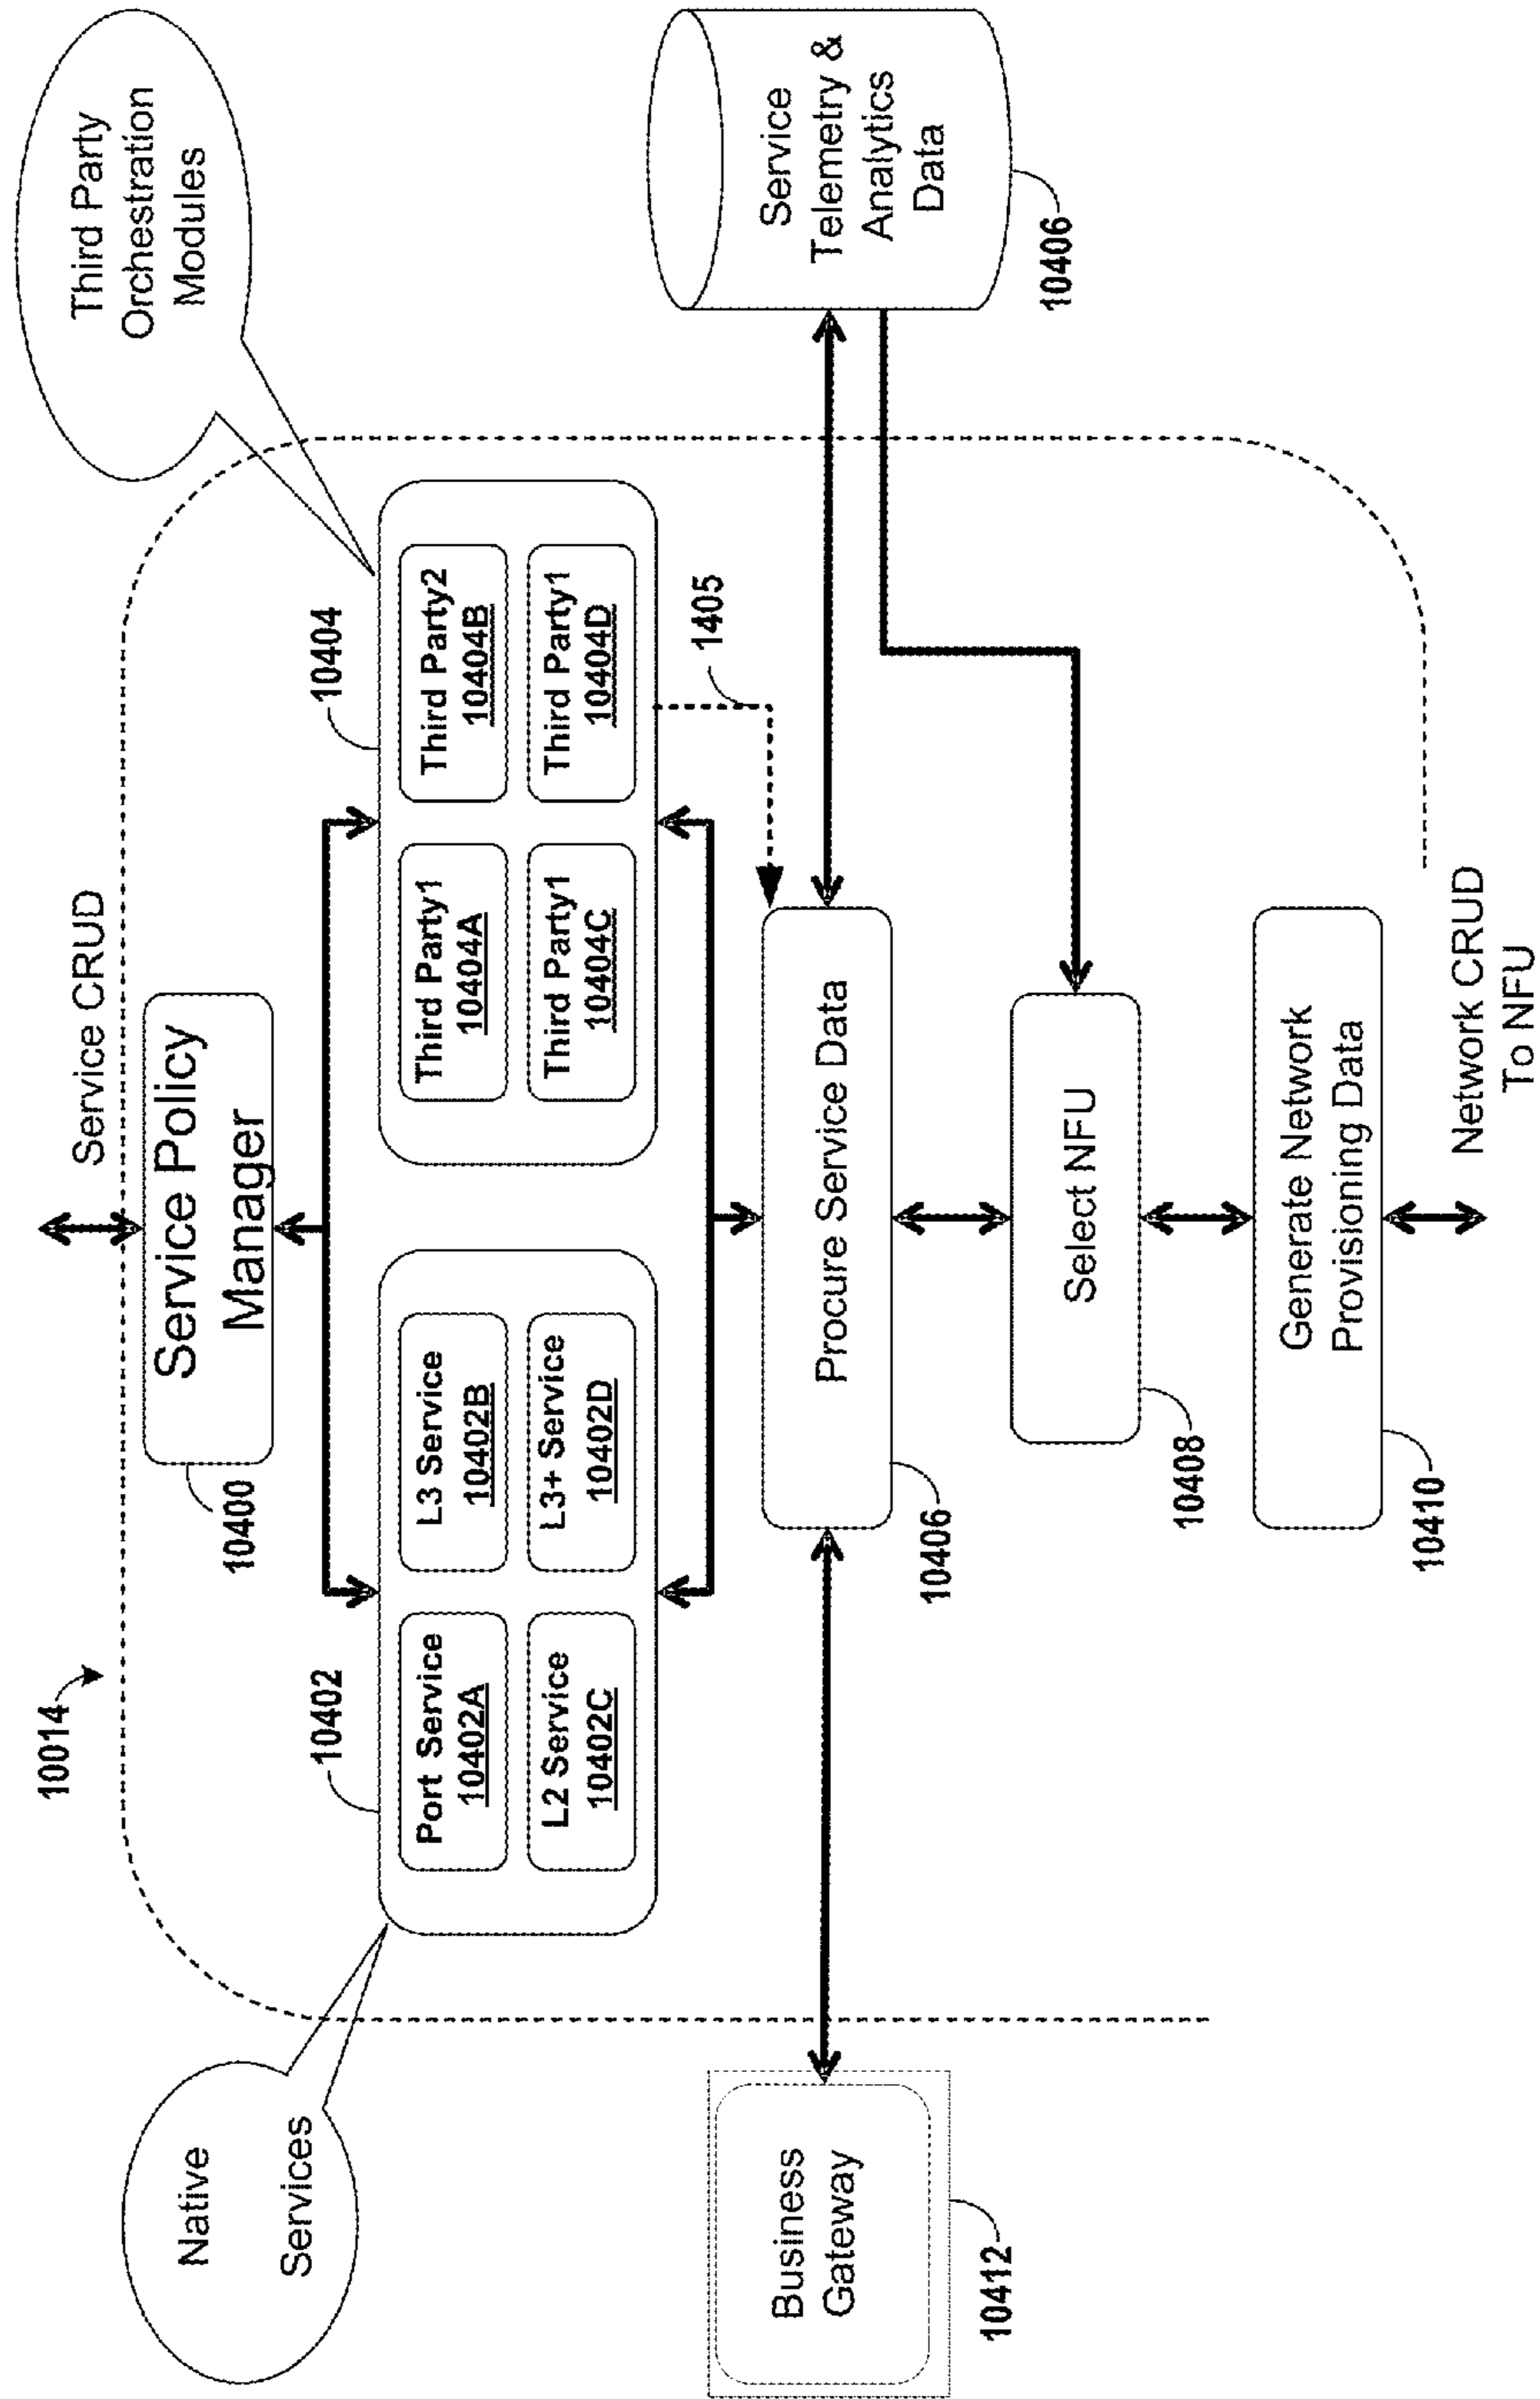 10014
Service CRUD
Third Party
Orchestration
Modules
Service Policy
Manager
10400
Native
Services
10402
Port Service
10402A
L3 Service
10402B
L2 Service
10402C
L3+ Service
10402D
10404
Third Party1
10404A
Third Party2
10404B
Third Party1
10404C
Third Party1
10404D
1405
Business
Gateway
10412
Procure Service Data
10406
Service
Telemetry &
Analytics
Data
10406
Select NFU
10408
Generate Network
Provisioning Data
10410
Network CRUD
To NFU